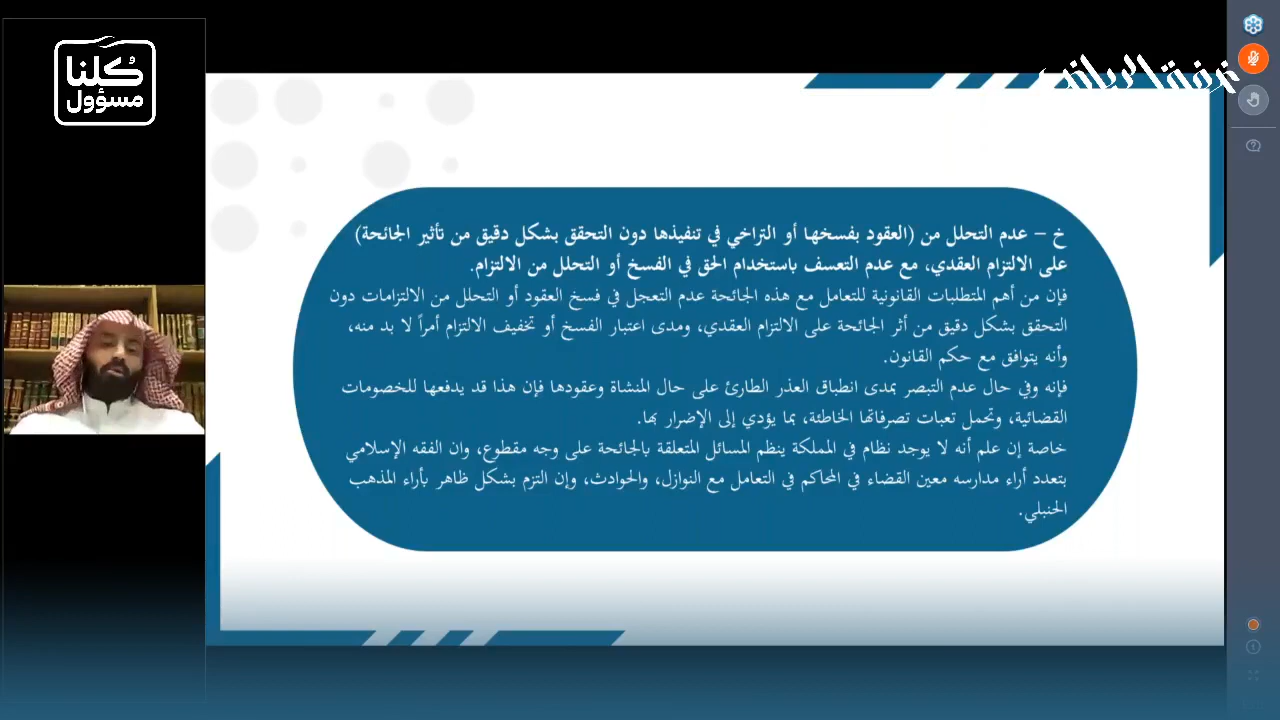 كلنا
مسؤول
غرفة الرياض
خ – عدم التحلل من (العقود بفسخها أو التراخي في تنفيذها دون التحقق بشكل دقيق من تأثير الجائحة)
على الالتزام العقدي، مع عدم التعسف باستخدام الحق في الفسخ أو التحلل من الالتزام.
فإن من أهم المتطلبات القانونية للتعامل مع هذه الجائحة عدم التعجل في فسخ العقود أو التحلل من الالتزامات دون
التحقق بشكل دقيق من أثر الجائحة على الالتزام العقدي، ومدى اعتبار الفسخ أو تخفيف الالتزام أمراً لا بد منه،
وأنه يتوافق مع حكم القانون.
فإنه وفي حال عدم التبصر بمدى انطباق العذر الطارئ على حال المنشاة وعقودها فإن هذا قد يدفعها للخصومات
القضائية، وتحمل تعبات تصرفاتها الخاطئة، بما يؤدي إلى الإضرار بها.
خاصة إن علم أنه لا يوجد نظام في المملكة ينظم المسائل المتعلقة بالجائحة على وجه مقطوع، وان الفقه الإسلامي
بتعدد أراء مدارسه معين القضاء في المحاكم في التعامل مع النوازل، والحوادث، وإن التزم بشكل ظاهر بأراء المذهب
الحنبلي.